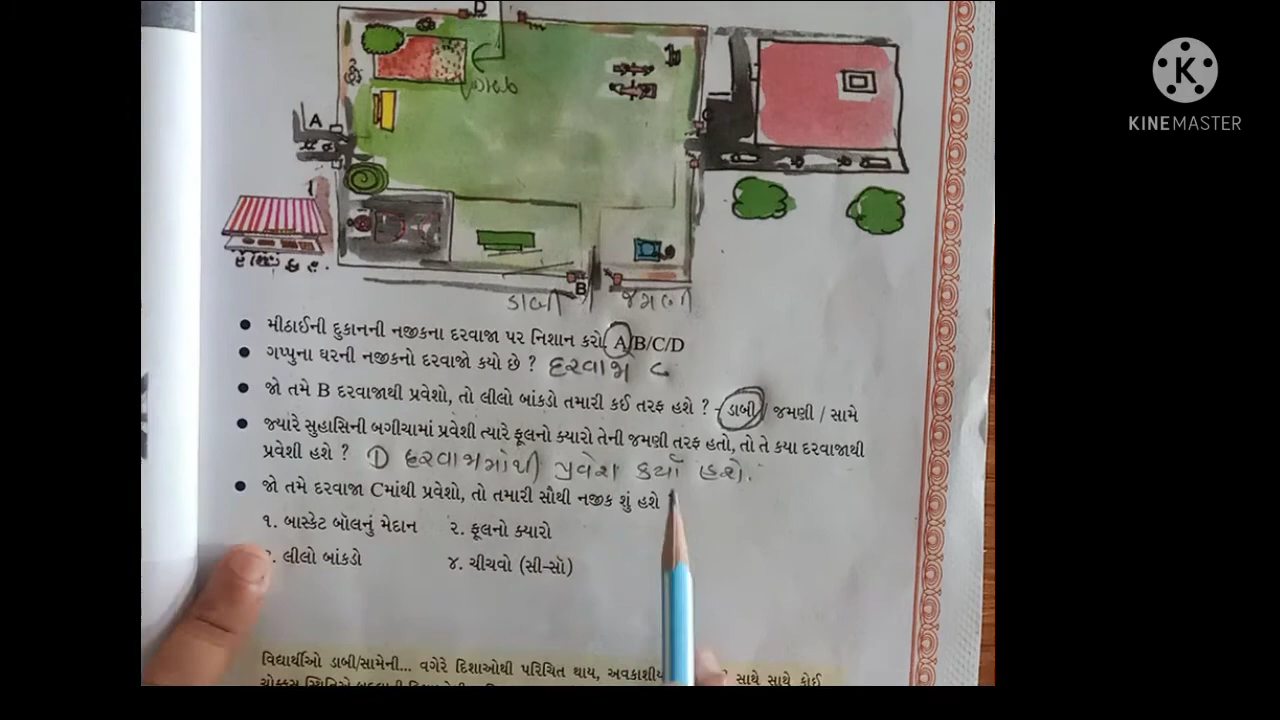 D
A
C
K
KINEMASTER
B
ડાબી
જમણી
મીઠાઈની દુકાનની નજીકના દરવાજા પર નિશાન કરો. A/B/C/D
ગપ્પુના ઘરની નજીકનો દરવાજો કયો છે ? દરવાજા C
જો તમે B દરવાજાથી પ્રવેશો, તો લીલો બાંકડો તમારી કઈ તરફ હશે ? - ડાબી / જમણી / સામે
જ્યારે સુહાસિની બગીચામાં પ્રવેશી ત્યારે ફૂલનો ક્યારો તેની જમણી તરફ હતો, તો તે કયા દરવાજાથી
પ્રવેશી હશે ? D દરવાજામાંથી પ્રવેશ કર્યો હશે.
જો તમે દરવાજા Cમાંથી પ્રવેશો, તો તમારી સૌથી નજીક શું હશે
૧. બાસ્કેટ બૉલનું મેદાન ૨. ફૂલનો ક્યારો
લીલો બાંકડો ૪. ચીચવો (સી-સૉ)
વિદ્યાર્થીઓ ડાબી/સામેની... વગેરે દિશાઓથી પરિચિત થાય, અવકાશીય સાથે સાથે કોઈ